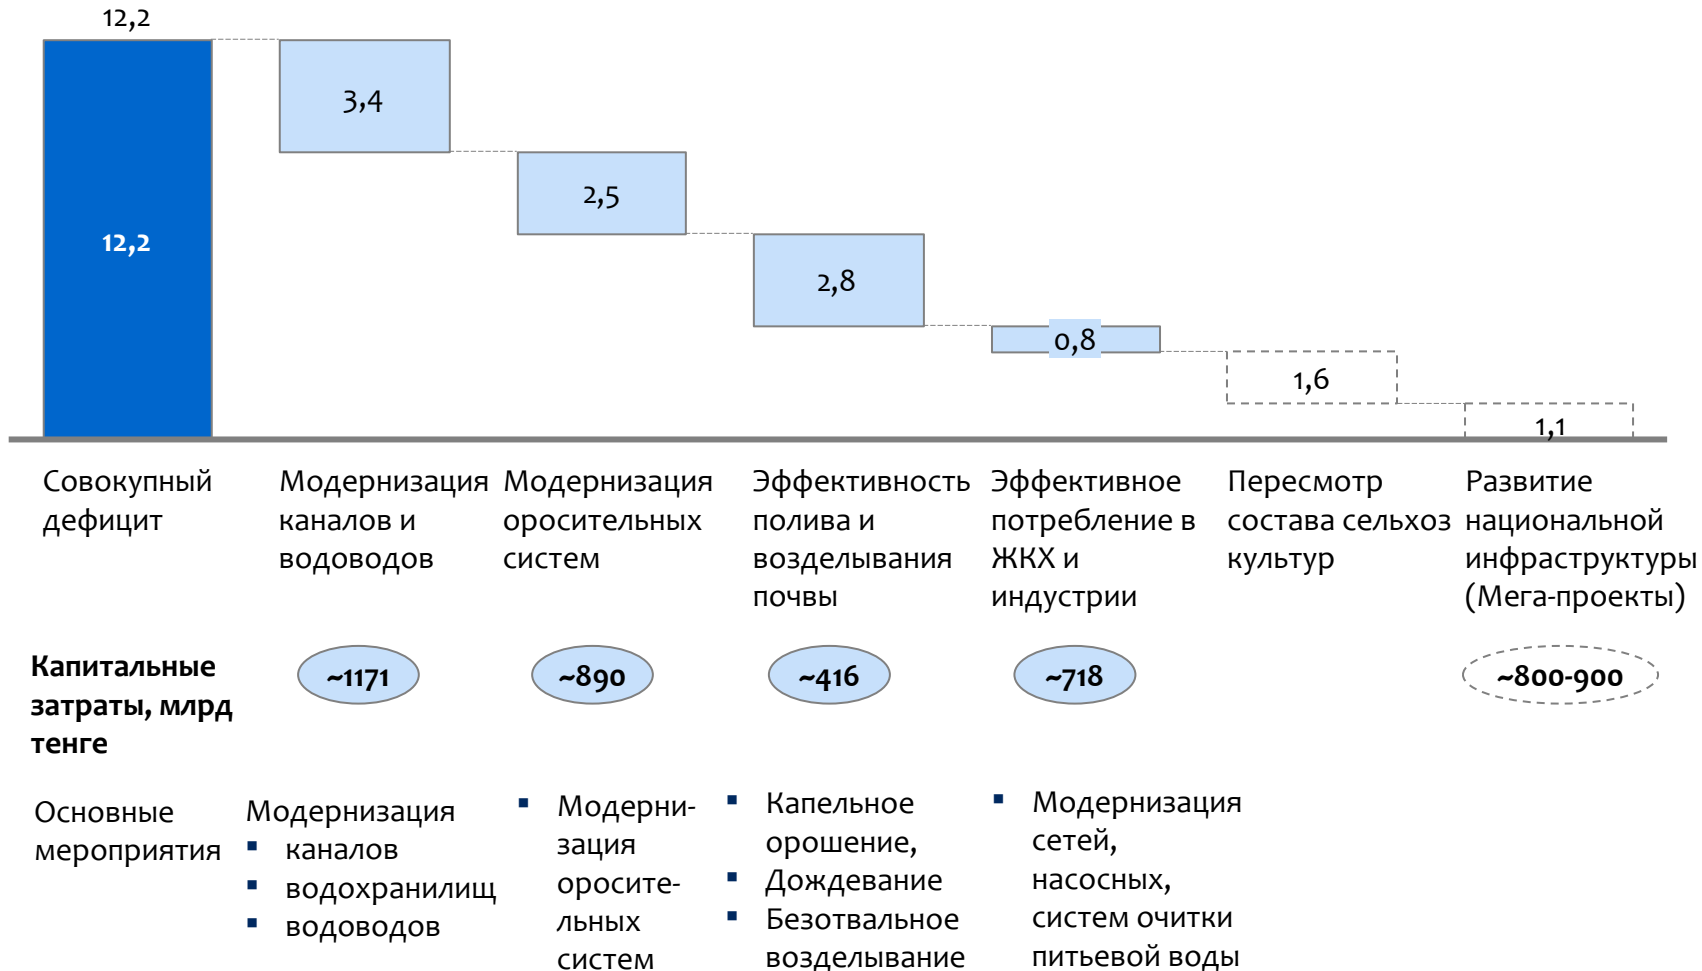 12,2
12,2
3,4
2,5
2,8
0,8
1,6
1,1
Совокупный
дефицит
Модернизация
каналов и
водоводов
Модернизация
оросительных
систем
Эффективность
полива и
возделывания
почвы
Эффективное
потребление в
ЖКХ и
индустрии
Пересмотр
состава сельхоз
культур
Развитие
национальной
инфраструктуры
(Мега-проекты)
Капитальные
затраты, млрд
тенге
~1171
~890
~416
~718
~800-900
Основные
мероприятия
Модернизация
▪ каналов
▪ водохранилищ
▪ водоводов
▪ Модерни-
зация
оросите-
льных
систем
▪ Капельное
орошение,
▪ Дождевание
▪ Безотвальное
возделывание
▪ Модернизация
сетей,
насосных,
систем очитки
питьевой воды